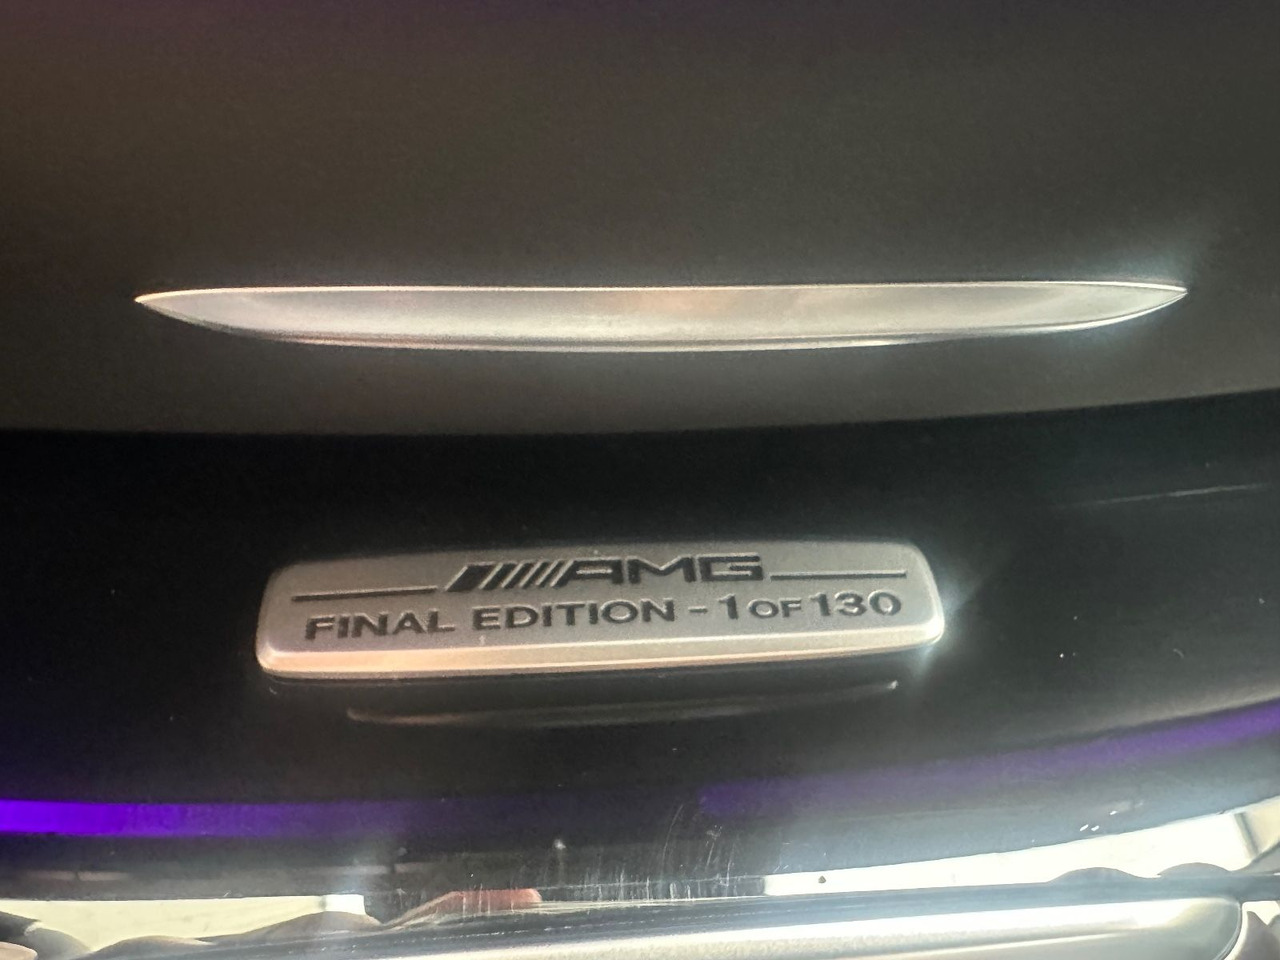 AMG
FINAL EDITION - 1 OF 130